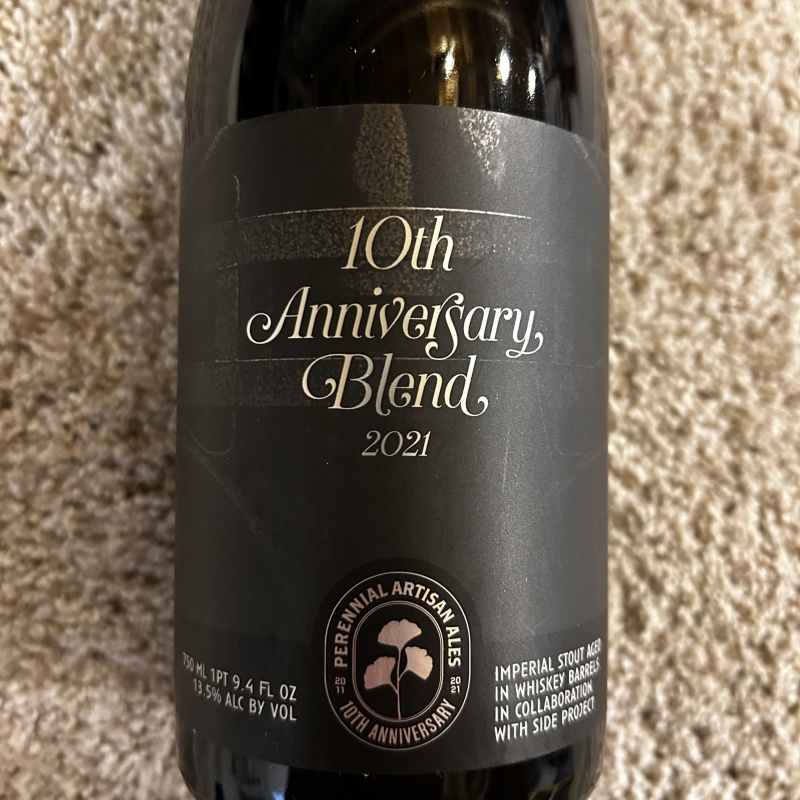 10th
Anniversary
Blend
2021
PERENNIAL ARTISAN ALES
20 11
20 21
10TH ANNIVERSARY
750 ML 1PT 9.4 FL OZ
13.5% ALC BY VOL
IMPERIAL STOUT AGED
IN WHISKEY BARRELS
IN COLLABORATION
WITH SIDE PROJECT